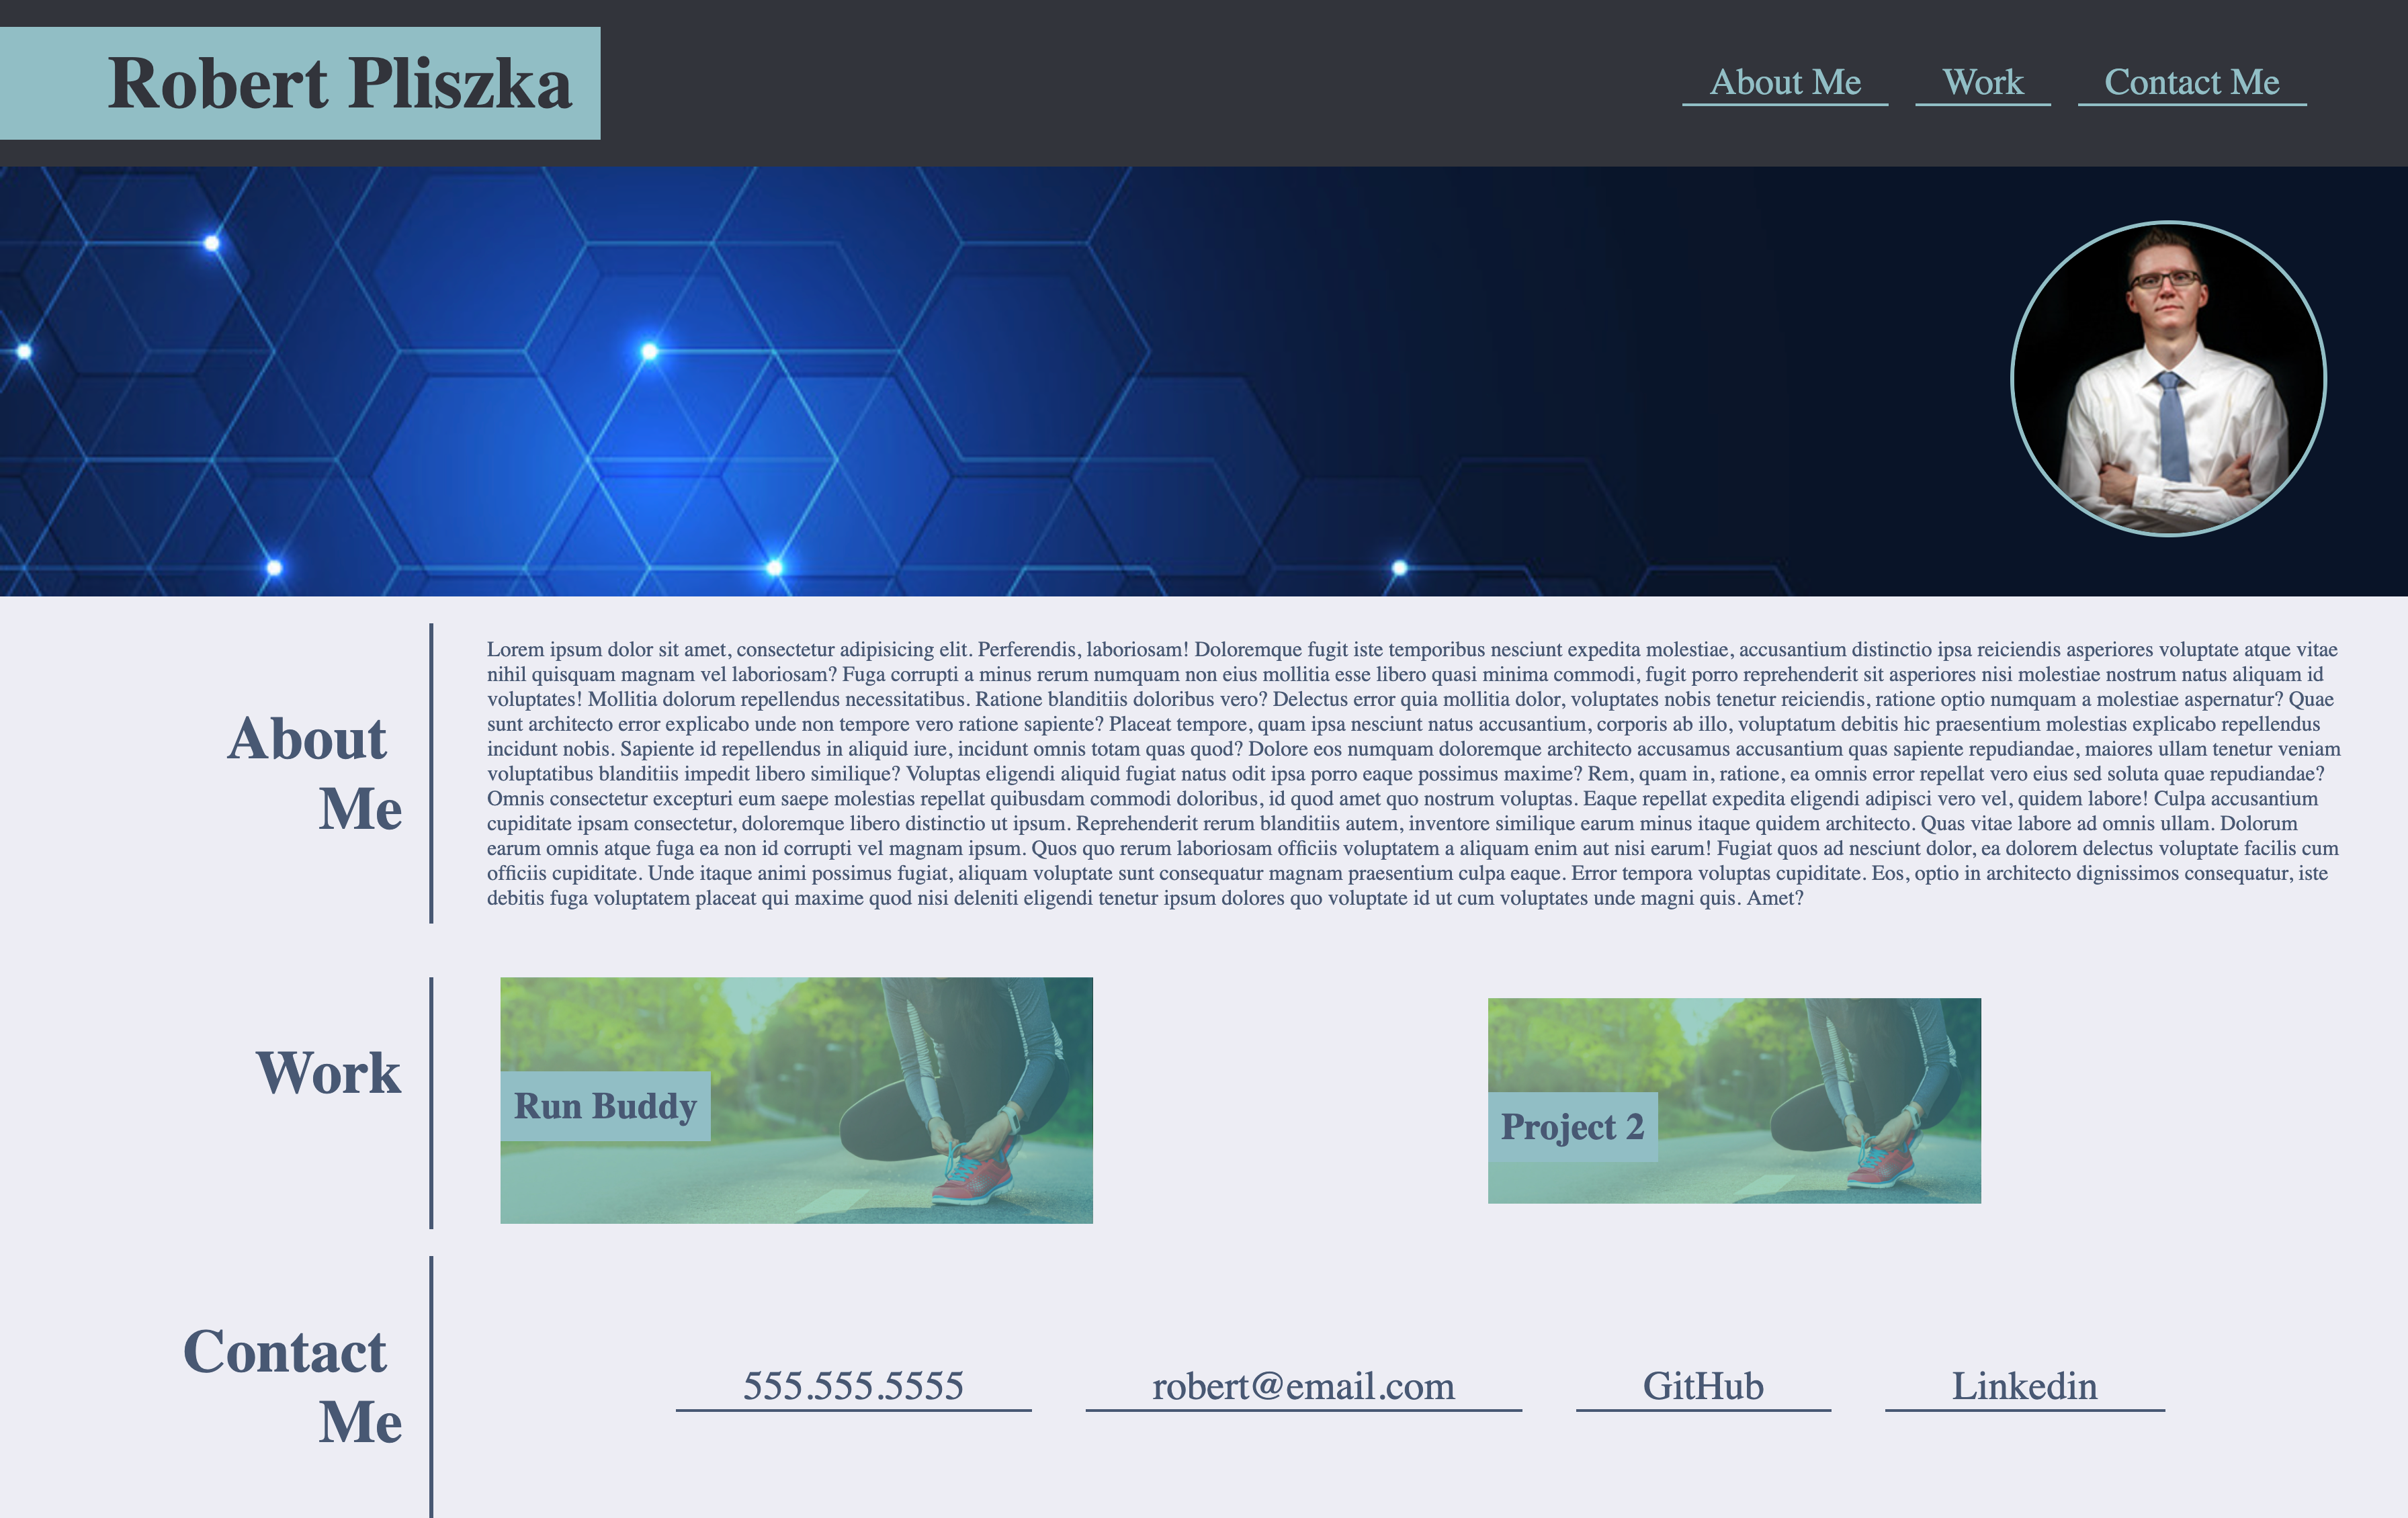 Robert Pliszka
About Me
Work
Contact Me
About
Me
Lorem ipsum dolor sit amet, consectetur adipisicing elit. Perferendis, laboriosam! Doloremque fugit iste temporibus nesciunt expedita molestiae, accusantium distinctio ipsa reiciendis asperiores voluptate atque vitae
nihil quisquam magnam vel laboriosam? Fuga corrupti a minus rerum numquam non eius mollitia esse libero quasi minima commodi, fugit porro reprehenderit sit asperiores nisi molestiae nostrum natus aliquam id
voluptates! Mollitia dolorum repellendus necessitatibus. Ratione blanditiis doloribus vero? Delectus error quia mollitia dolor, voluptates nobis tenetur reiciendis, ratione optio numquam a molestiae aspernatur? Quae
sunt architecto error explicabo unde non tempore vero ratione sapiente? Placeat tempore, quam ipsa nesciunt natus accusantium, corporis ab illo, voluptatum debitis hic praesentium molestias explicabo repellendus
incidunt nobis. Sapiente id repellendus in aliquid iure, incidunt omnis totam quas quod? Dolore eos numquam doloremque architecto accusamus accusantium quas sapiente repudiandae, maiores ullam tenetur veniam
voluptatibus blanditiis impedit libero similique? Voluptas eligendi aliquid fugiat natus odit ipsa porro eaque possimus maxime? Rem, quam in, ratione, ea omnis error repellat vero eius sed soluta quae repudiandae?
Omnis consectetur excepturi eum saepe molestias repellat quibusdam commodi doloribus, id quod amet quo nostrum voluptas. Eaque repellat expedita eligendi adipisci vero vel, quidem labore! Culpa accusantium
cupiditate ipsam consectetur, doloremque libero distinctio ut ipsum. Reprehenderit rerum blanditiis autem, inventore similique earum minus itaque quidem architecto. Quas vitae labore ad omnis ullam. Dolorum
earum omnis atque fuga ea non id corrupti vel magnam ipsum. Quos quo rerum laboriosam officiis voluptatem a aliquam enim aut nisi earum! Fugiat quos ad nesciunt dolor, ea dolorem delectus voluptate facilis cum
officiis cupiditate. Unde itaque animi possimus fugiat, aliquam voluptate sunt consequatur magnam praesentium culpa eaque. Error tempora voluptas cupiditate. Eos, optio in architecto dignissimos consequatur, iste
debitis fuga voluptatem placeat qui maxime quod nisi deleniti eligendi tenetur ipsum dolores quo voluptate id ut cum voluptates unde magni quis. Amet?
Work
Run Buddy
Project 2
Contact
Me
555.555.5555
robert@email.com
GitHub
Linkedin